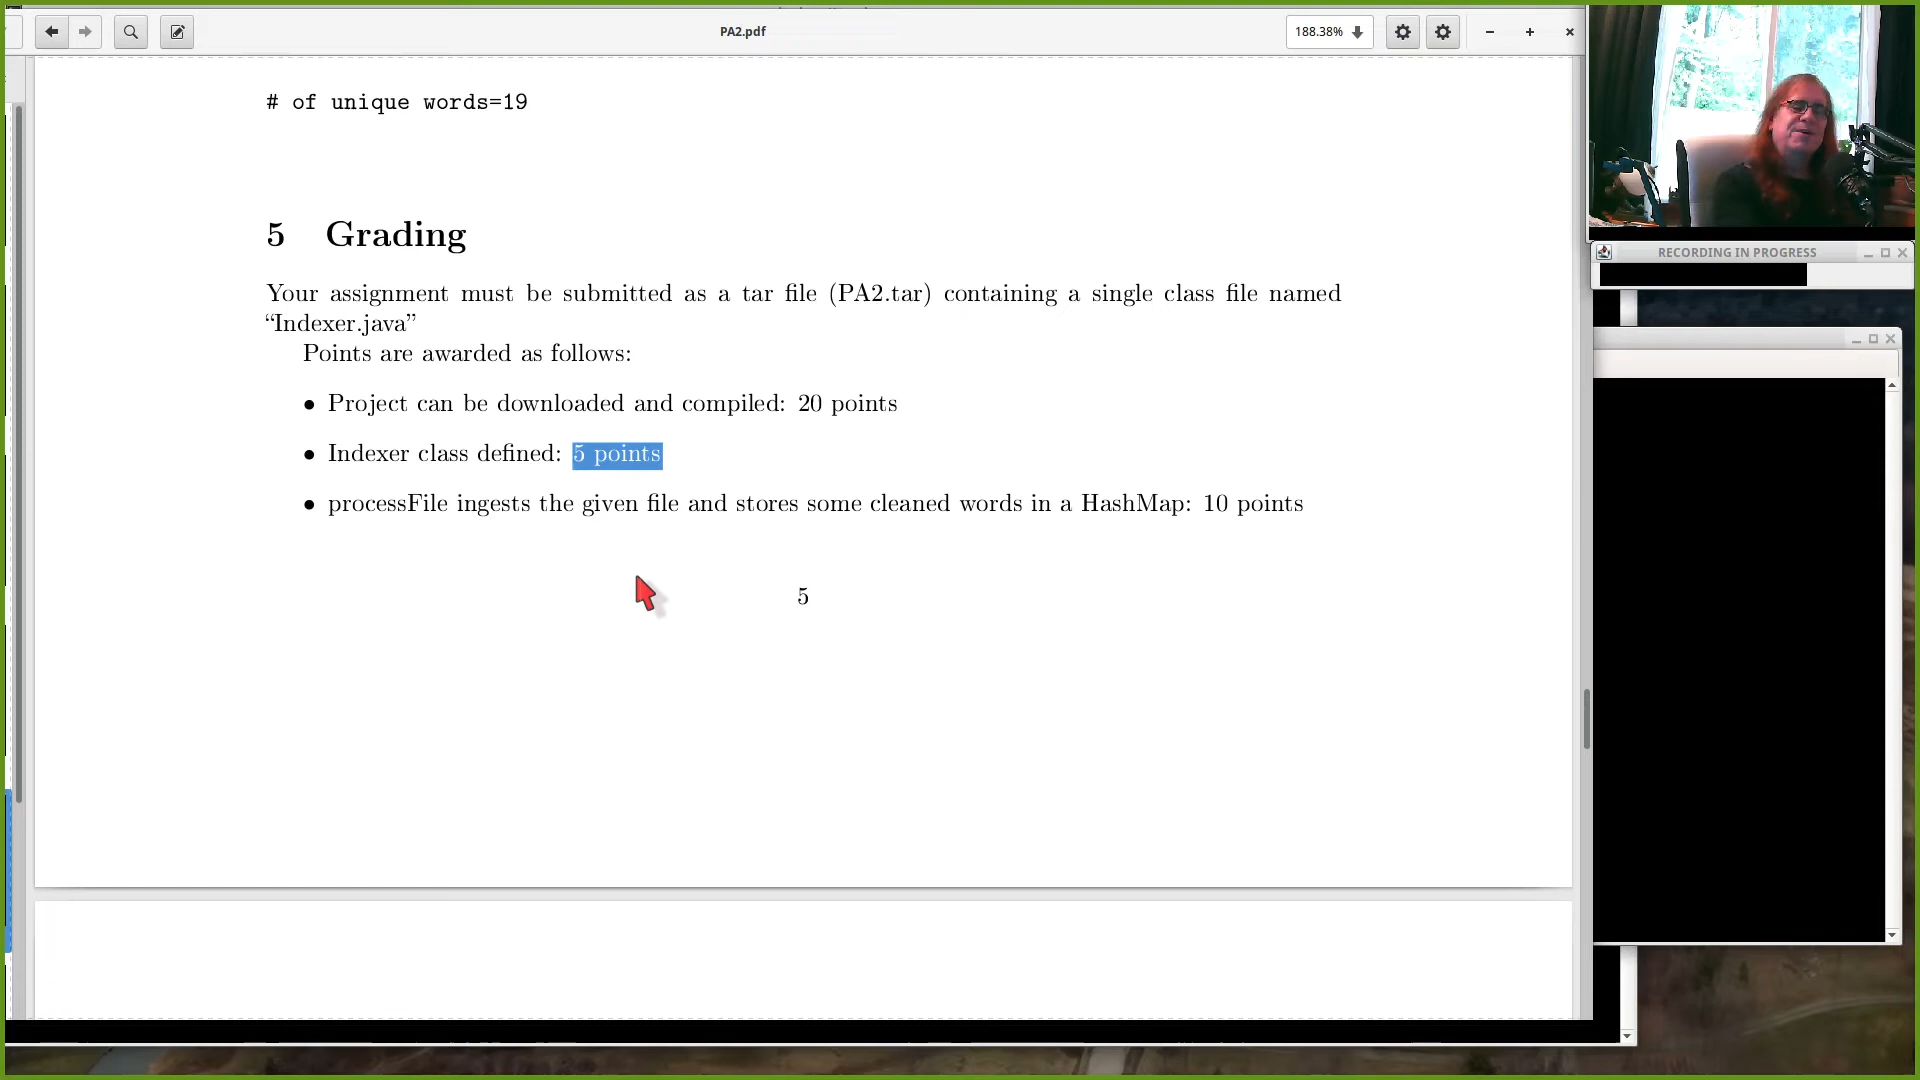 PA2.pdf
188.38%
# of unique words=19
5 Grading
Your assignment must be submitted as a tar file (PA2.tar) containing a single class file named
“Indexer.java”
Points are awarded as follows:
• Project can be downloaded and compiled: 20 points
• Indexer class defined: 5 points
• processFile ingests the given file and stores some cleaned words in a HashMap: 10 points
5
RECORDING IN PROGRESS